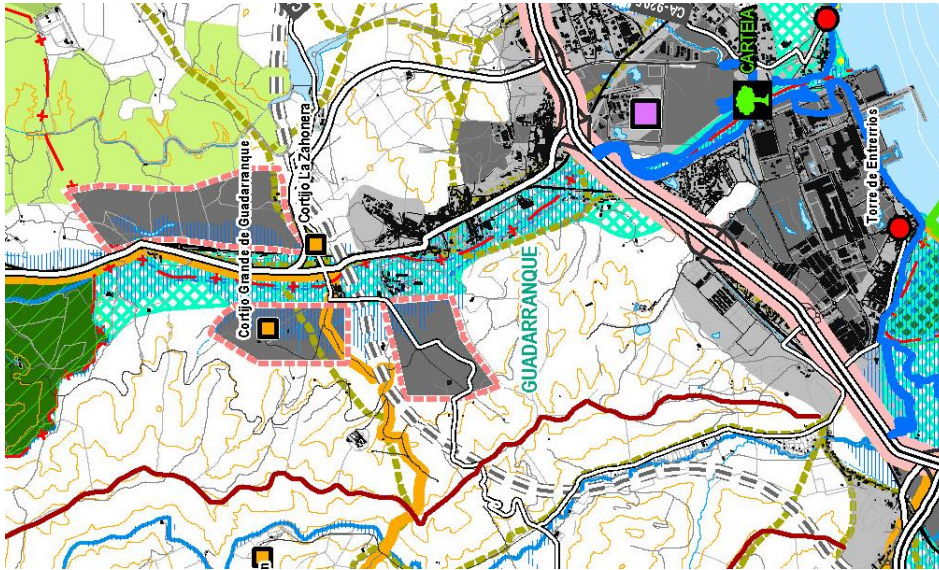 Cortijo Grande de Guadarranque
Cortijo La Zahonera
GUADARRANQUE
CARTEIA
Torre de Entrerríos